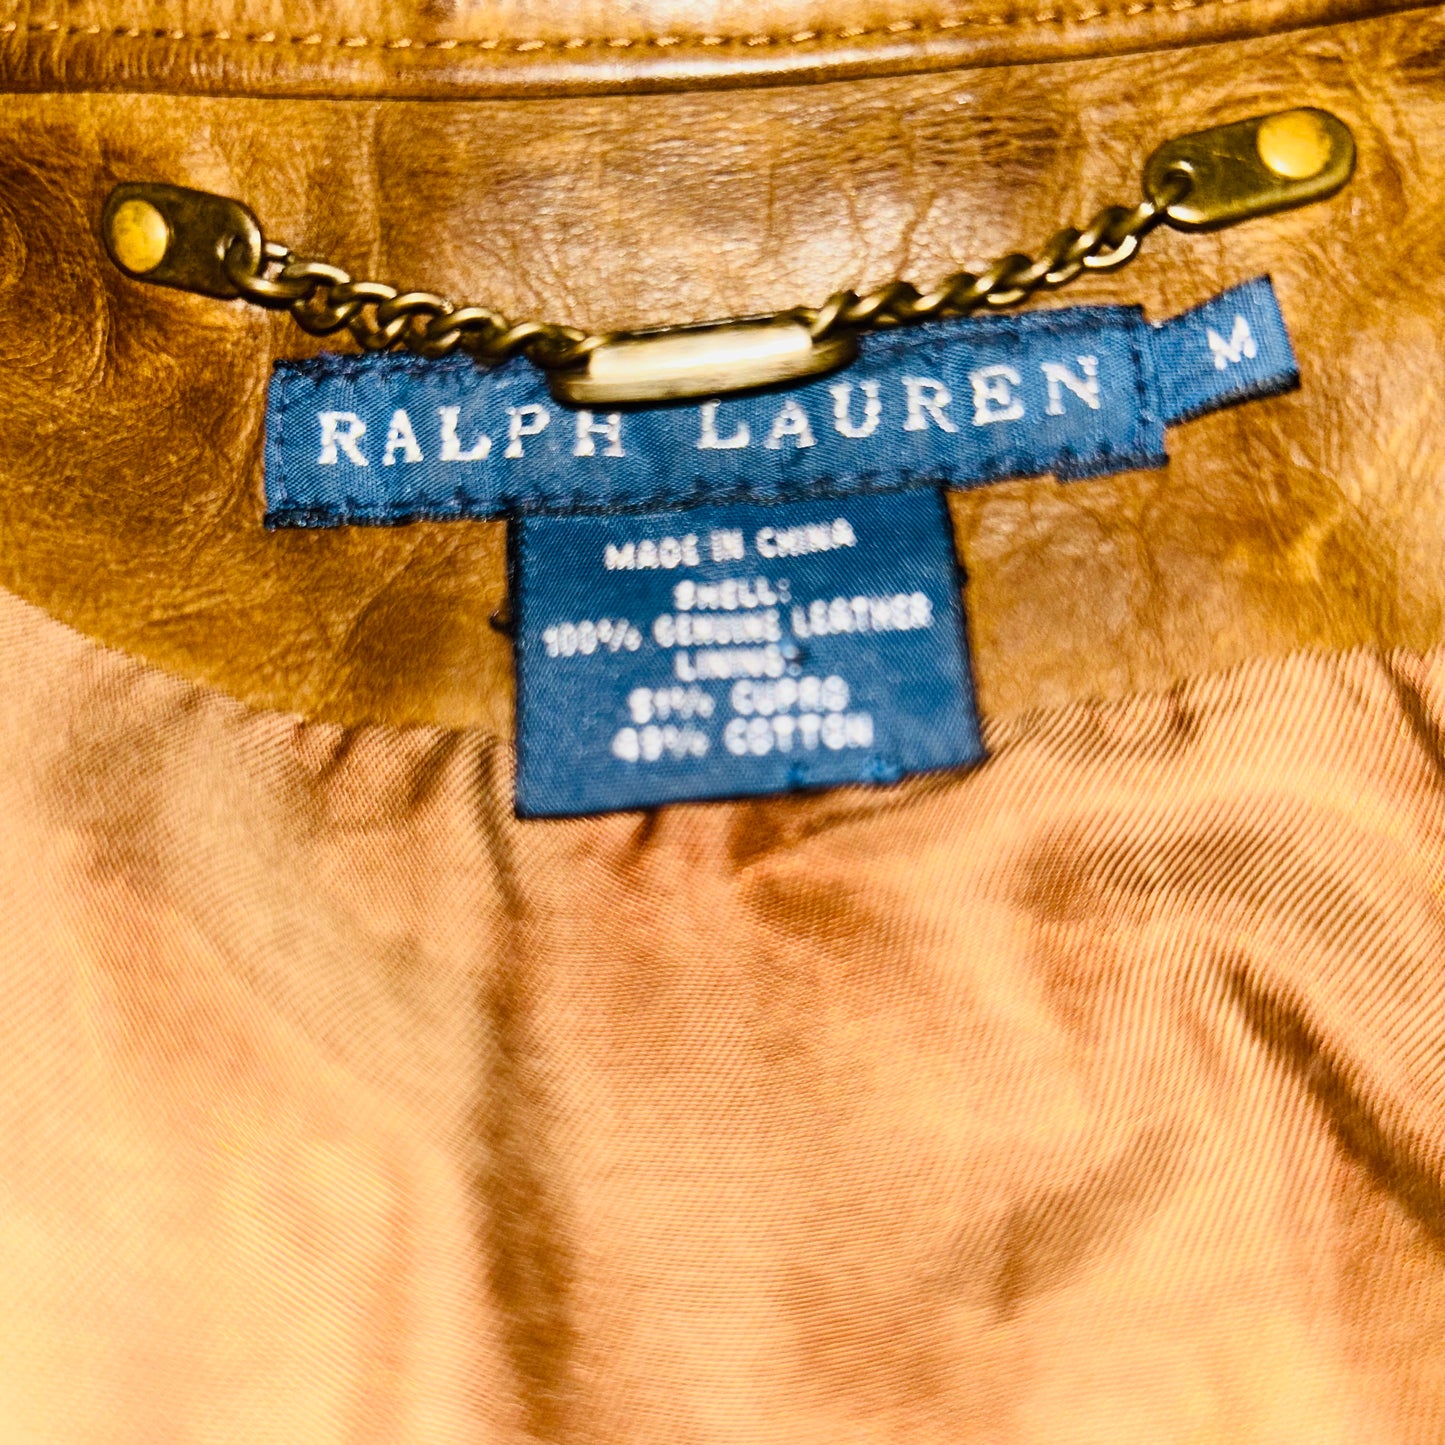 RALPH LAUREN
M
MADE IN CHINA
SHELL:
100% GENUINE LEATHER
LINING:
51% CUPRO
49% COTTON